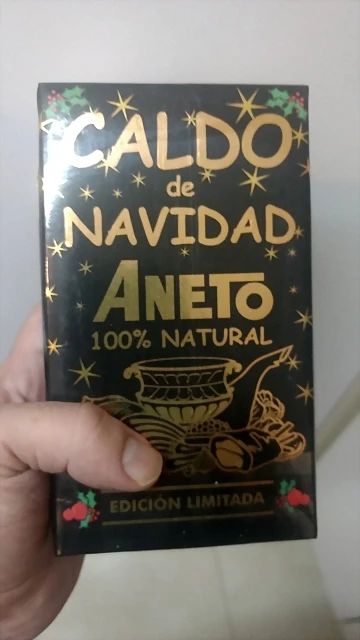 CALDO
de
NAVIDAD
ANETO
100% NATURAL
EDICIÓN LIMITADA